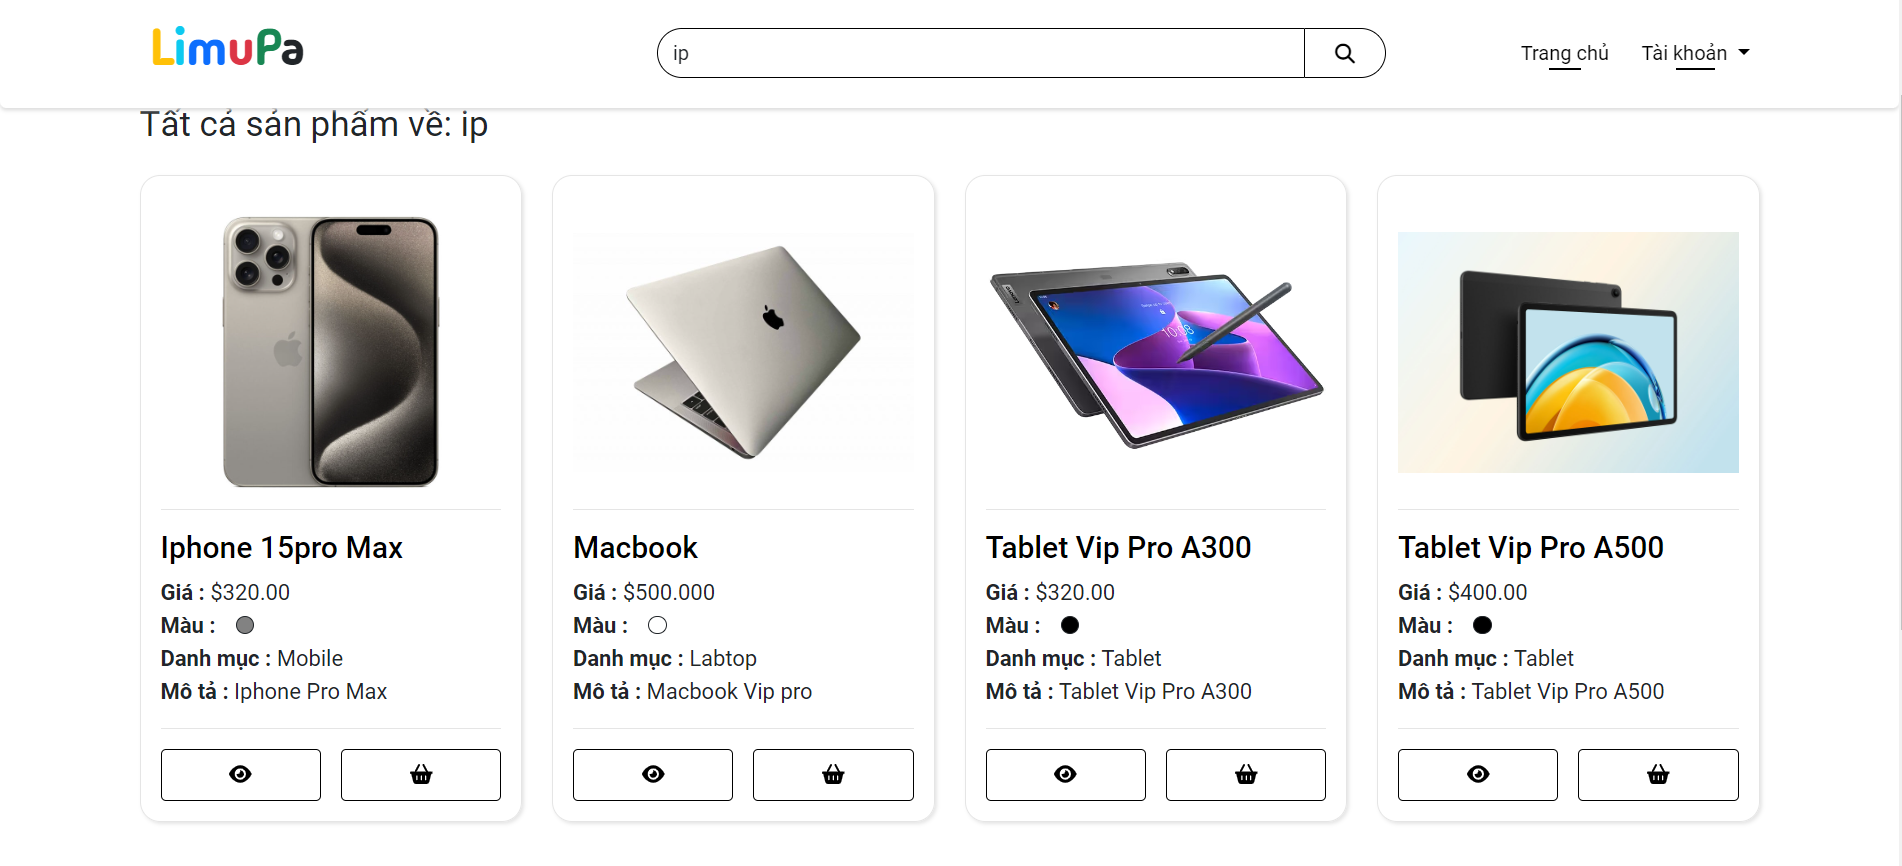 LimuPa
ip
Trang chủ
Tài khoản
Tất cả sản phẩm về: ip
Iphone 15pro Max
Giá : $320.00
Màu :
Danh mục : Mobile
Mô tả : Iphone Pro Max
Macbook
Giá : $500.000
Màu :
Danh mục : Labtop
Mô tả : Macbook Vip pro
10:08
Tablet Vip Pro A300
Giá : $320.00
Màu :
Danh mục : Tablet
Mô tả : Tablet Vip Pro A300
Tablet Vip Pro A500
Giá : $400.00
Màu :
Danh mục : Tablet
Mô tả : Tablet Vip Pro A500